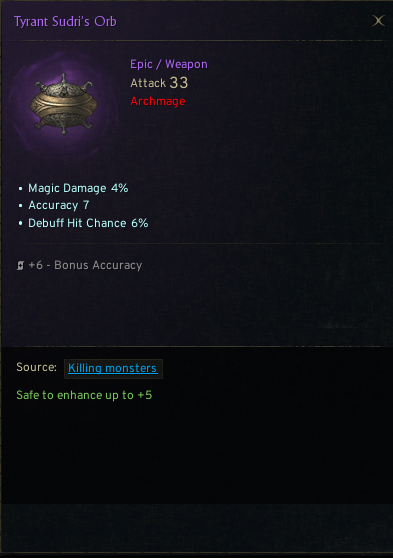 Tyrant Sudri's Orb
Epic / Weapon
Attack 33
Archmage
• Magic Damage 4%
• Accuracy 7
• Debuff Hit Chance 6%
+6 - Bonus Accuracy
Source: Killing monsters
Safe to enhance up to +5